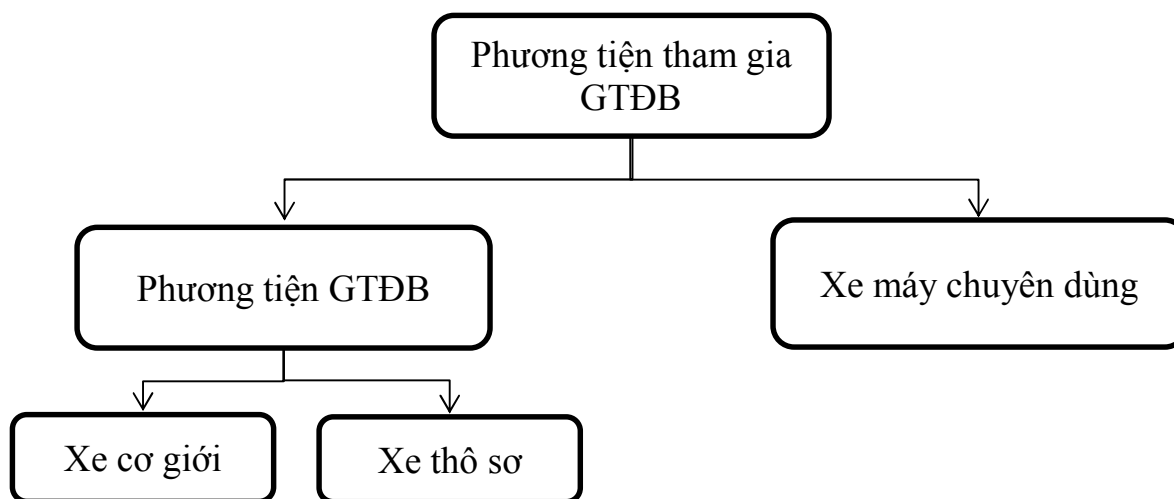 Phương tiện tham gia
GTĐB
Phương tiện GTĐB
Xe máy chuyên dùng
Xe cơ giới
Xe thô sơ